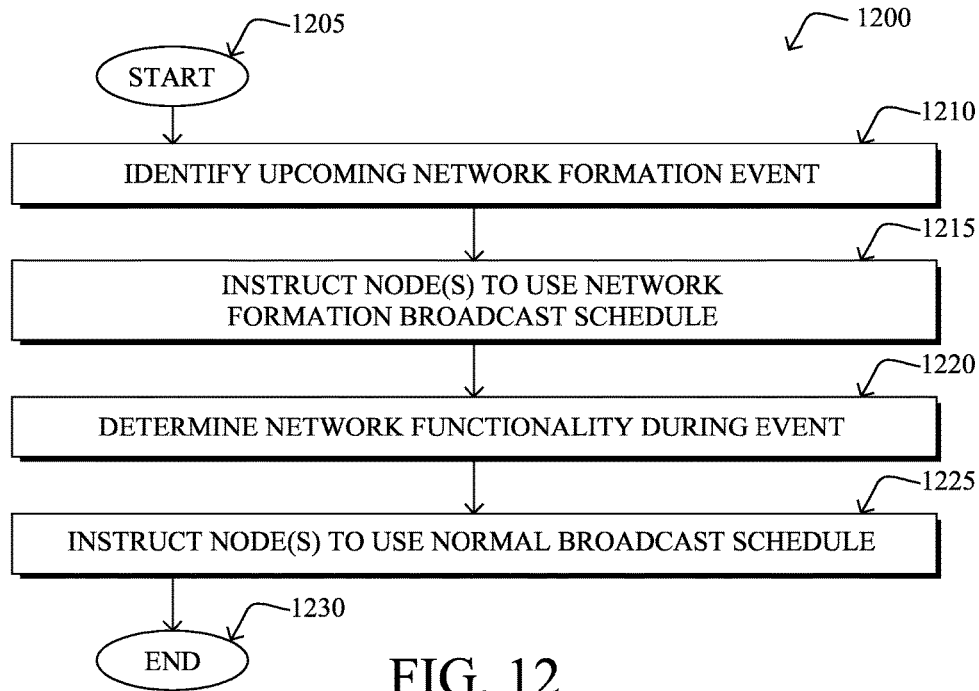 1200
1205
START
1210
IDENTIFY UPCOMING NETWORK FORMATION EVENT
1215
INSTRUCT NODE(S) TO USE NETWORK
FORMATION BROADCAST SCHEDULE
1220
DETERMINE NETWORK FUNCTIONALITY DURING EVENT
1225
INSTRUCT NODE(S) TO USE NORMAL BROADCAST SCHEDULE
1230
END
FIG. 12